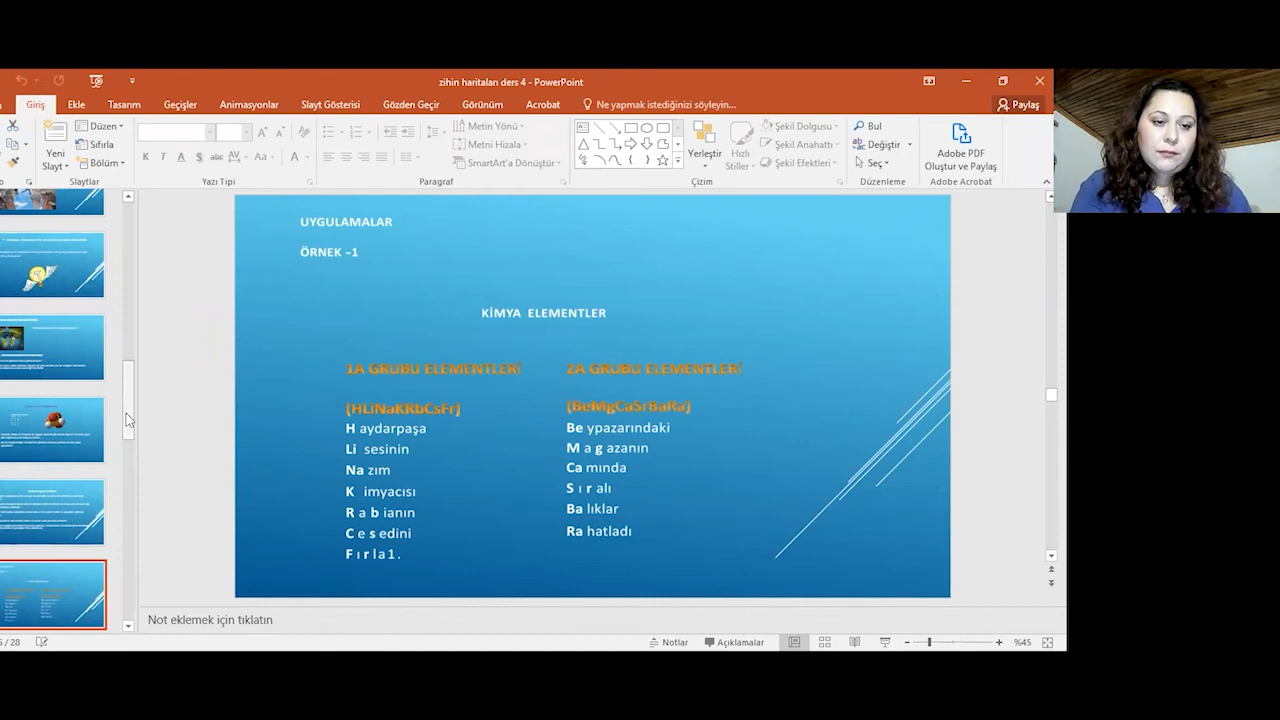 zihin haritaları ders 4 - PowerPoint
Giriş Ekle Tasarım Geçişler Animasyonlar Slayt Gösterisi Gözden Geçir Görünüm Acrobat Ne yapmak istediğinizi söyleyin... Paylaş
Yeni Slayt
Düzen
Sıfırla
Bölüm
Metin Yönü
Metni Hizala
SmartArt'a Dönüştür
Yerleştir
Hızlı Stiller
Şekil Dolgusu
Şekil Anahattı
Şekil Efektleri
Bul
Değiştir
Seç
Adobe PDF
Oluştur ve Paylaş
Slaytlar Yazı Tipi Paragraf Çizim Düzenleme Adobe Acrobat
UYGULAMALAR
ÖRNEK –1
KİMYA ELEMENTLER
1A GRUBU ELEMENTLERİ
(HLiNaKRbCsFr)
H aydarpaşa
Li sesinin
Na zım
K imyacısı
R a b ianın
C e s edini
F ı r l a 1 .
2A GRUBU ELEMENTLERİ
(BeMgCaSrBaRa)
Be ypazarındaki
M a g azanın
Ca mında
S ı r alı
Ba lıklar
Ra hatladı
Not eklemek için tıklatın
/ 28
Notlar Açıklamalar %45